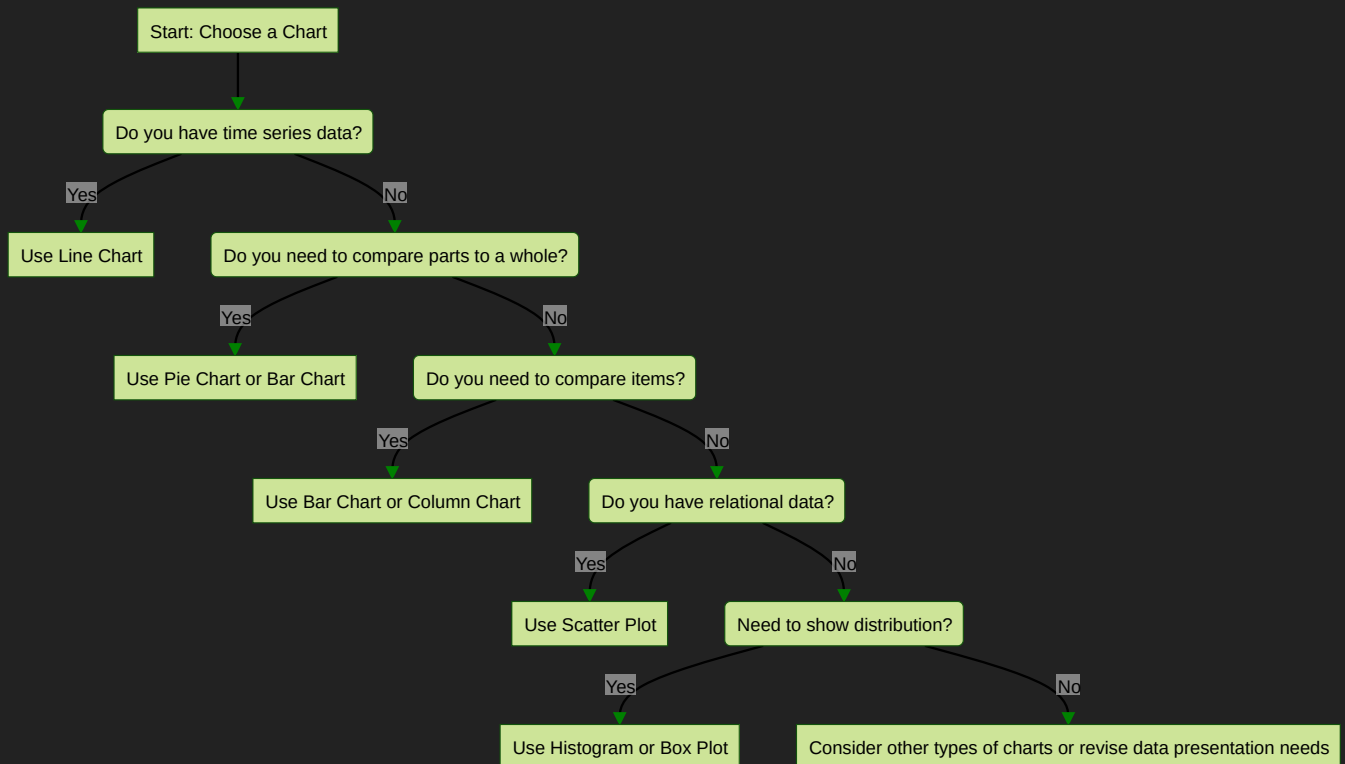 Start: Choose a Chart
Do you have time series data?
Yes
No
Use Line Chart
Do you need to compare parts to a whole?
Yes
No
Use Pie Chart or Bar Chart
Do you need to compare items?
Yes
No
Use Bar Chart or Column Chart
Do you have relational data?
Yes
No
Use Scatter Plot
Need to show distribution?
Yes
No
Use Histogram or Box Plot
Consider other types of charts or revise data presentation needs